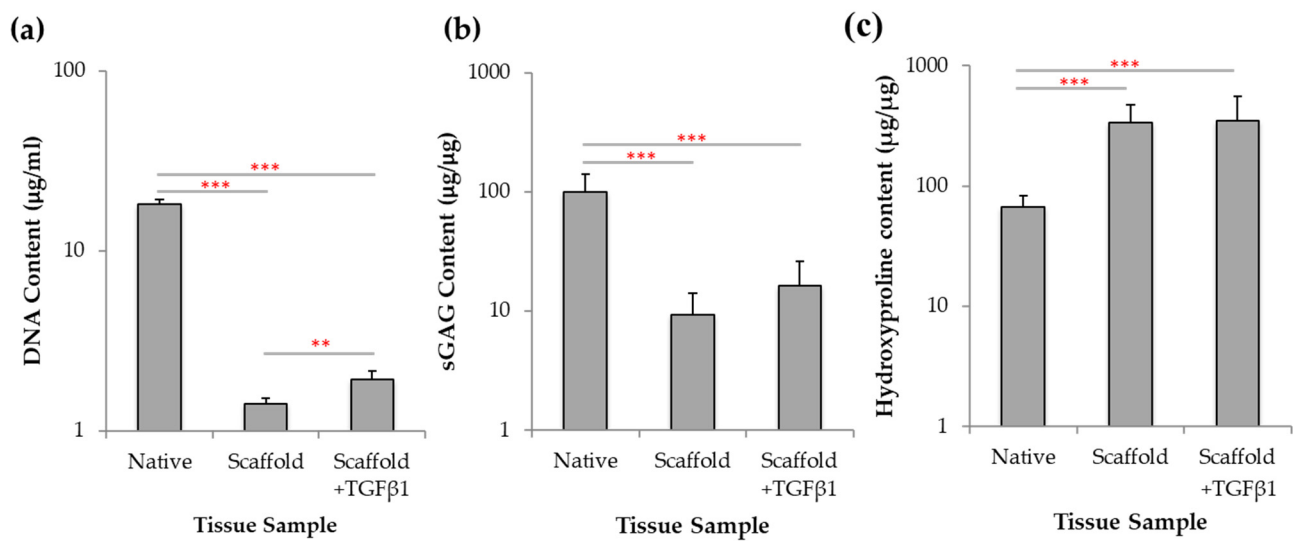 (a)
DNA Content (µg/ml)
100
10
1
***
***
**
Native
Scaffold
Scaffold
+TGFβ1
Tissue Sample
(b)
sGAG Content (µg/µg)
1000
100
10
1
***
***
Native
Scaffold
Scaffold
+TGFβ1
Tissue Sample
(c)
Hydroxyproline content (µg/µg)
1000
100
10
1
***
***
Native
Scaffold
Scaffold
+TGFβ1
Tissue Sample